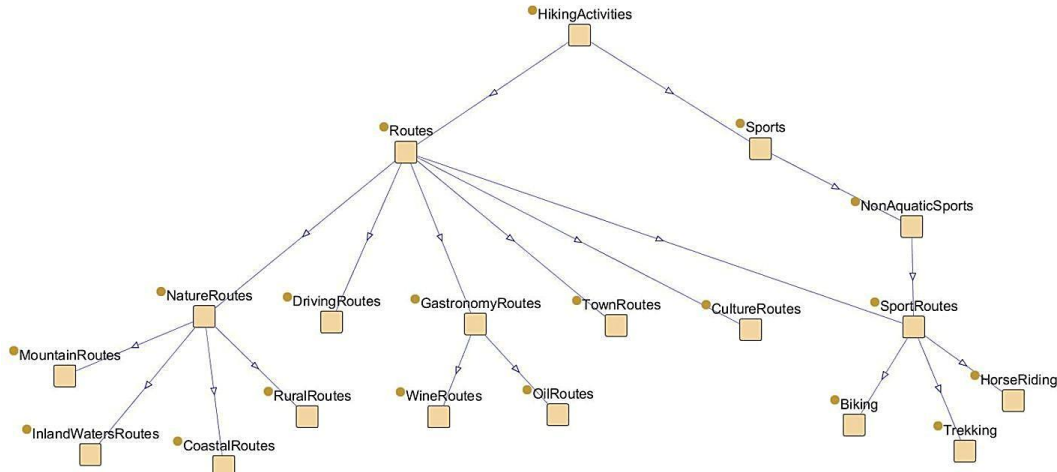 HikingActivities
Routes
Sports
NonAquaticSports
NatureRoutes
DrivingRoutes
GastronomyRoutes
TownRoutes
CultureRoutes
SportRoutes
MountainRoutes
RuralRoutes
WineRoutes
OilRoutes
Biking
HorseRiding
InlandWatersRoutes
CoastalRoutes
Trekking